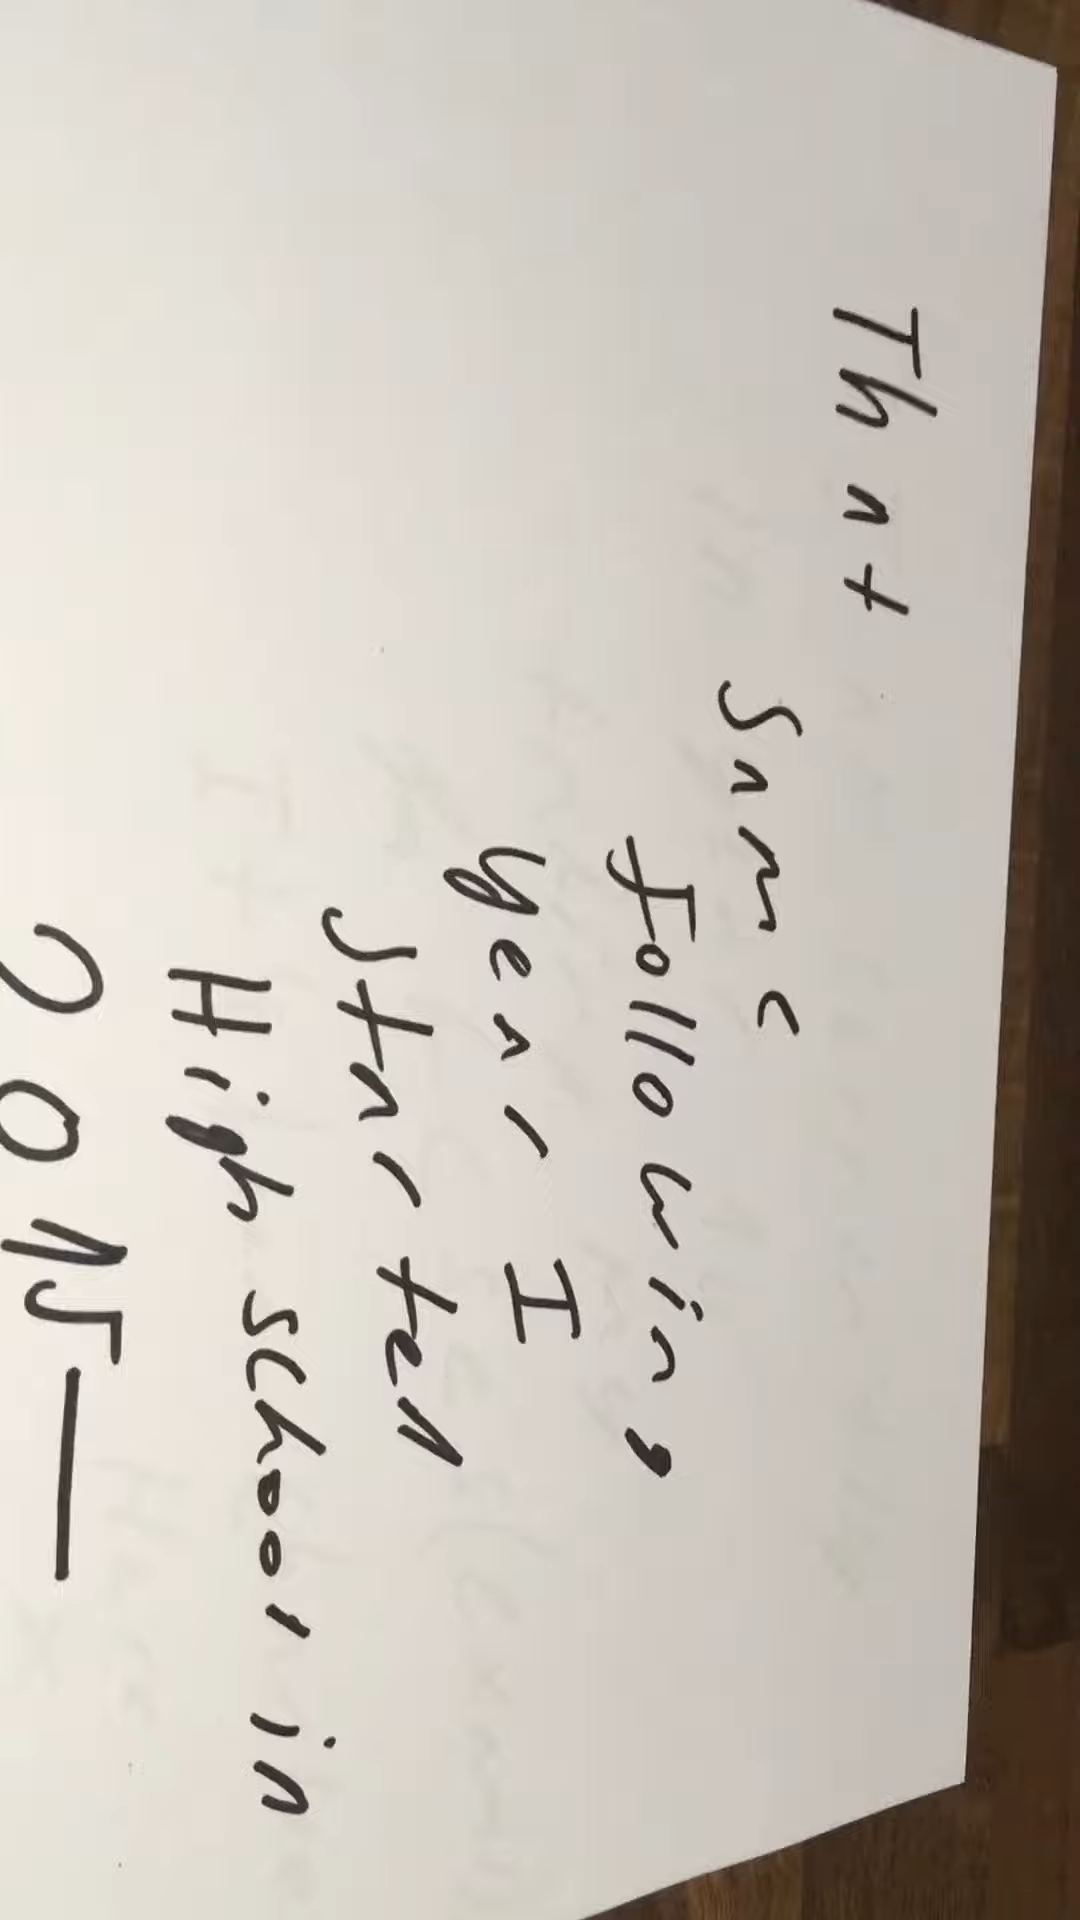 That
same
following
year I
started
High school in
2015 —